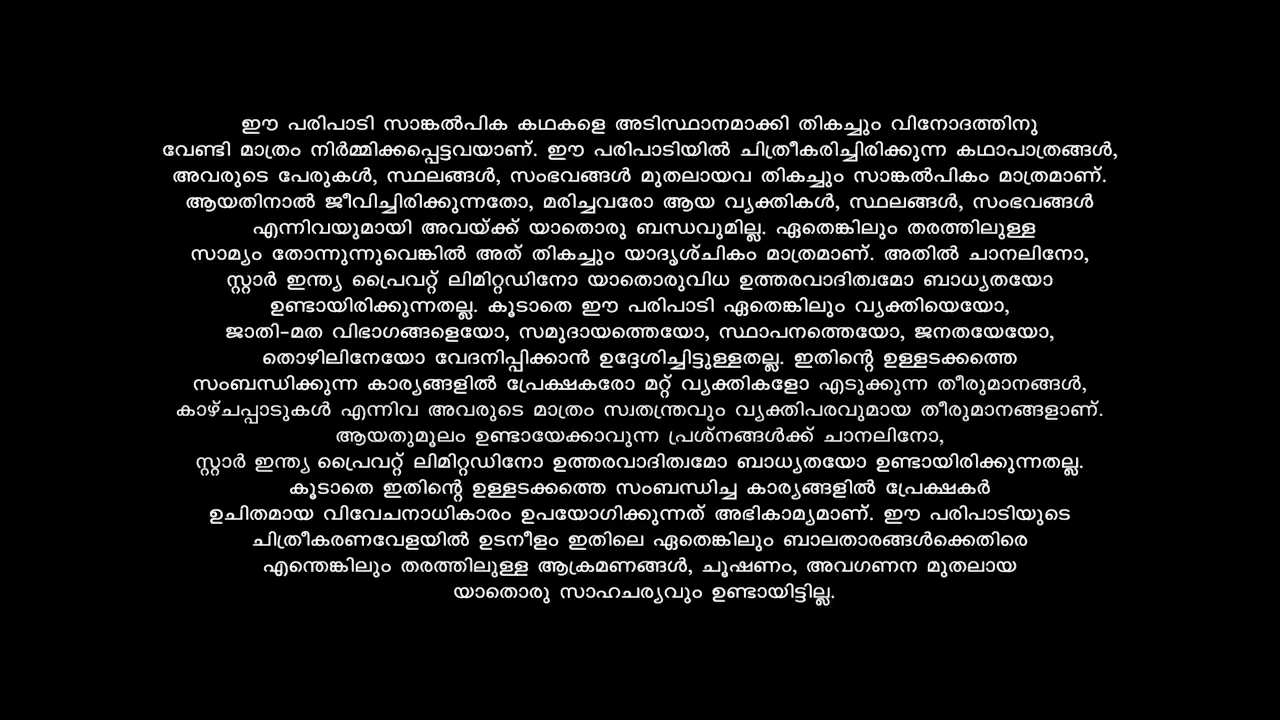 ഈ പരിപാടി സാങ്കൽപിക കഥകളെ അടിസ്ഥാനമാക്കി തികച്ചും വിനോദത്തിനു
വേണ്ടി മാത്രം നിർമ്മിക്കപ്പെട്ടവയാണ്. ഈ പരിപാടിയിൽ ചിത്രീകരിച്ചിരിക്കുന്ന കഥാപാത്രങ്ങൾ,
അവരുടെ പേരുകൾ, സ്ഥലങ്ങൾ, സംഭവങ്ങൾ മുതലായവ തികച്ചും സാങ്കൽപികം മാത്രമാണ്.
ആയതിനാൽ ജീവിച്ചിരിക്കുന്നതോ, മരിച്ചവരോ ആയ വ്യക്തികൾ, സ്ഥലങ്ങൾ, സംഭവങ്ങൾ
എന്നിവയുമായി അവയ്ക്ക് യാതൊരു ബന്ധവുമില്ല. ഏതെങ്കിലും തരത്തിലുള്ള
സാമ്യം തോന്നുന്നുവെങ്കിൽ അത് തികച്ചും യാദൃശ്ചികം മാത്രമാണ്. അതിൽ ചാനലിനോ,
സ്റ്റാർ ഇന്ത്യ പ്രൈവറ്റ് ലിമിറ്റഡിനോ യാതൊരുവിധ ഉത്തരവാദിത്വമോ ബാധ്യതയോ
ഉണ്ടായിരിക്കുന്നതല്ല. കൂടാതെ ഈ പരിപാടി ഏതെങ്കിലും വ്യക്തിയെയോ,
ജാതി-മത വിഭാഗങ്ങളെയോ, സമുദായത്തെയോ, സ്ഥാപനത്തെയോ, ജനതയേയോ,
തൊഴിലിനേയോ വേദനിപ്പിക്കാൻ ഉദ്ദേശിച്ചിട്ടുള്ളതല്ല. ഇതിന്റെ ഉള്ളടക്കത്തെ
സംബന്ധിക്കുന്ന കാര്യങ്ങളിൽ പ്രേക്ഷകരോ മറ്റ് വ്യക്തികളോ എടുക്കുന്ന തീരുമാനങ്ങൾ,
കാഴ്ചപ്പാടുകൾ എന്നിവ അവരുടെ മാത്രം സ്വതന്ത്രവും വ്യക്തിപരവുമായ തീരുമാനങ്ങളാണ്.
ആയതുമൂലം ഉണ്ടായേക്കാവുന്ന പ്രശ്നങ്ങൾക്ക് ചാനലിനോ,
സ്റ്റാർ ഇന്ത്യ പ്രൈവറ്റ് ലിമിറ്റഡിനോ ഉത്തരവാദിത്വമോ ബാധ്യതയോ ഉണ്ടായിരിക്കുന്നതല്ല.
കൂടാതെ ഇതിന്റെ ഉള്ളടക്കത്തെ സംബന്ധിച്ച കാര്യങ്ങളിൽ പ്രേക്ഷകർ
ഉചിതമായ വിവേചനാധികാരം ഉപയോഗിക്കുന്നത് അഭികാമ്യമാണ്. ഈ പരിപാടിയുടെ
ചിത്രീകരണവേളയിൽ ഉടനീളം ഇതിലെ ഏതെങ്കിലും ബാലതാരങ്ങൾക്കെതിരെ
എന്തെങ്കിലും തരത്തിലുള്ള ആക്രമണങ്ങൾ, ചൂഷണം, അവഗണന മുതലായ
യാതൊരു സാഹചര്യവും ഉണ്ടായിട്ടില്ല.